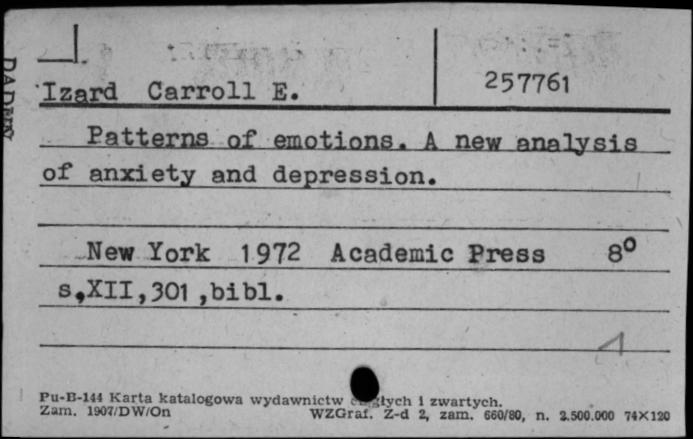 Izard Carroll E.
257761
Patterns of emotions. A new analysis
of anxiety and depression.
New York 1972 Academic Press 8⁰
s,XII,301,bibl.
1
Pu-B-144 Karta katalogowa wydawnictw i zwartych.
Zam. 1907/DW/On WZGraf. Z-d 2, zam. 660/80, n. 2.500.000 74×120